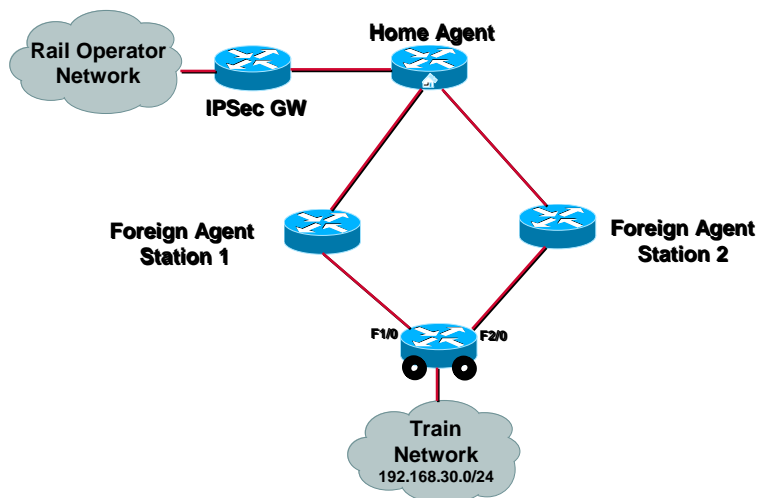 Home Agent
Rail Operator
Network
IPSec GW
Foreign Agent
Station 1
Foreign Agent
Station 2
F1/0
F2/0
Train
Network
192.168.30.0/24